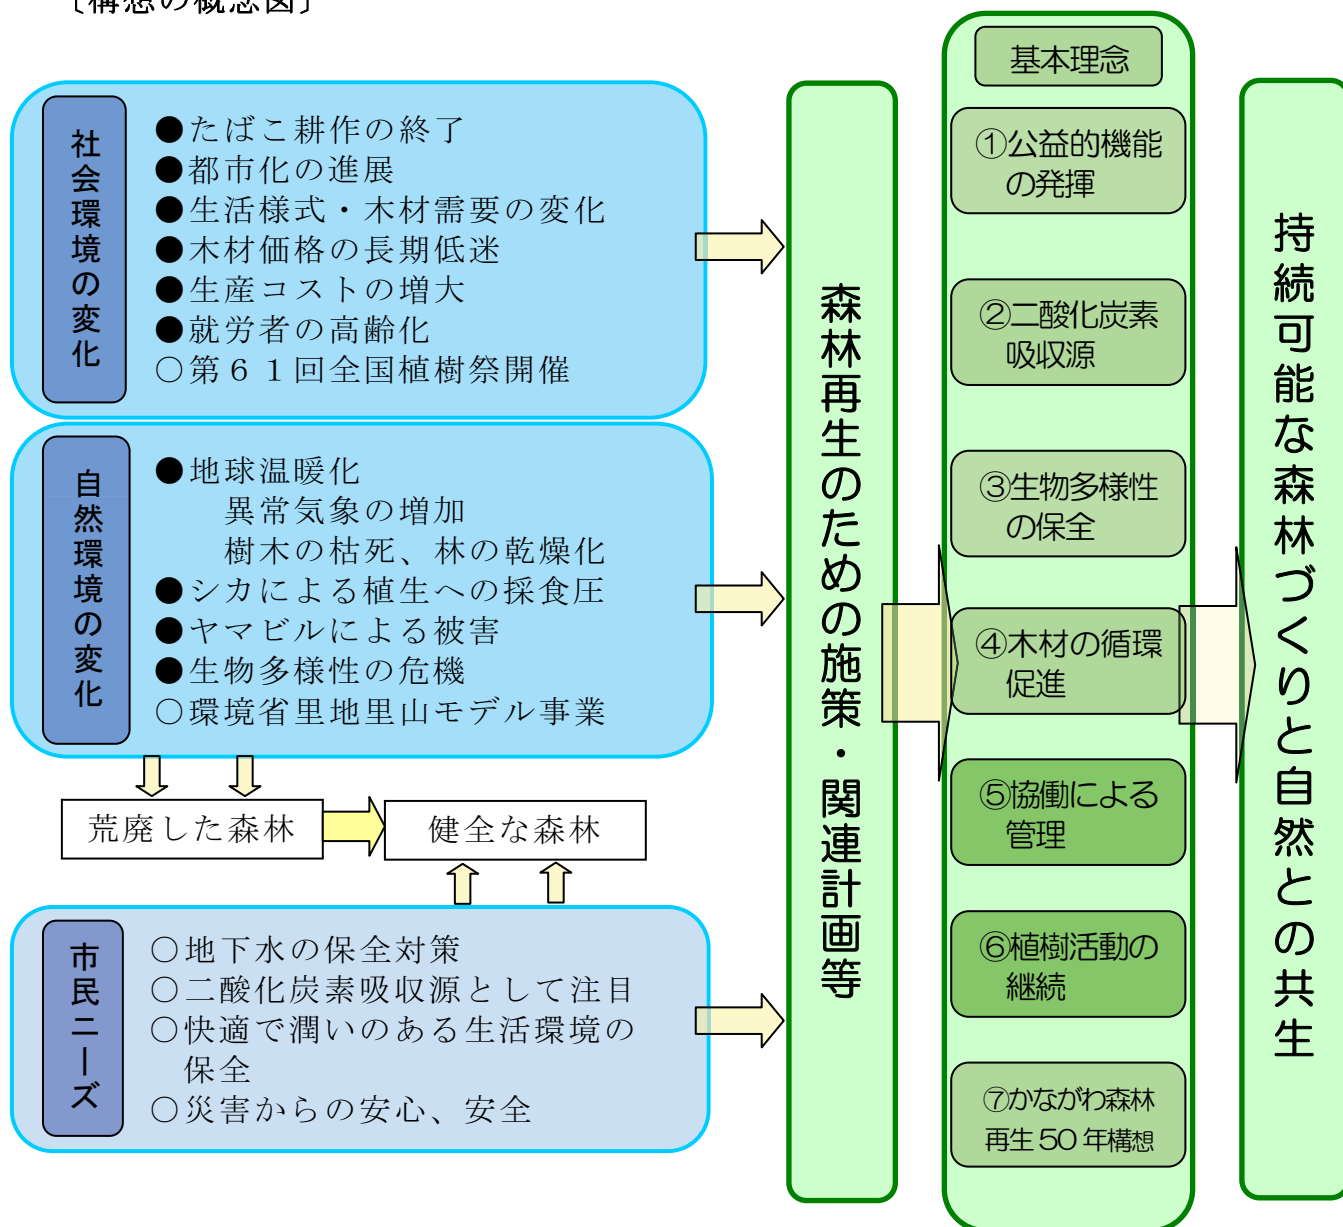 〔構想の概念図〕
社会環境の変化
●たばこ耕作の終了
●都市化の進展
●生活様式・木材需要の変化
●木材価格の長期低迷
●生産コストの増大
●就労者の高齢化
○第61回全国植樹祭開催
自然環境の変化
●地球温暖化
異常気象の増加
樹木の枯死、林の乾燥化
●シカによる植生への採食圧
●ヤマビルによる被害
●生物多様性の危機
○環境省里地里山モデル事業
荒廃した森林
健全な森林
市民ニーズ
○地下水の保全対策
○二酸化炭素吸収源として注目
○快適で潤いのある生活環境の
保全
○災害からの安心、安全
森林再生のための施策・関連計画等
基本理念
①公益的機能
の発揮
②二酸化炭素
吸収源
③生物多様性
の保全
④木材の循環
促進
⑤協働による
管理
⑥植樹活動の
継続
⑦かながわ森林
再生50年構想
持続可能な森林づくりと自然との共生